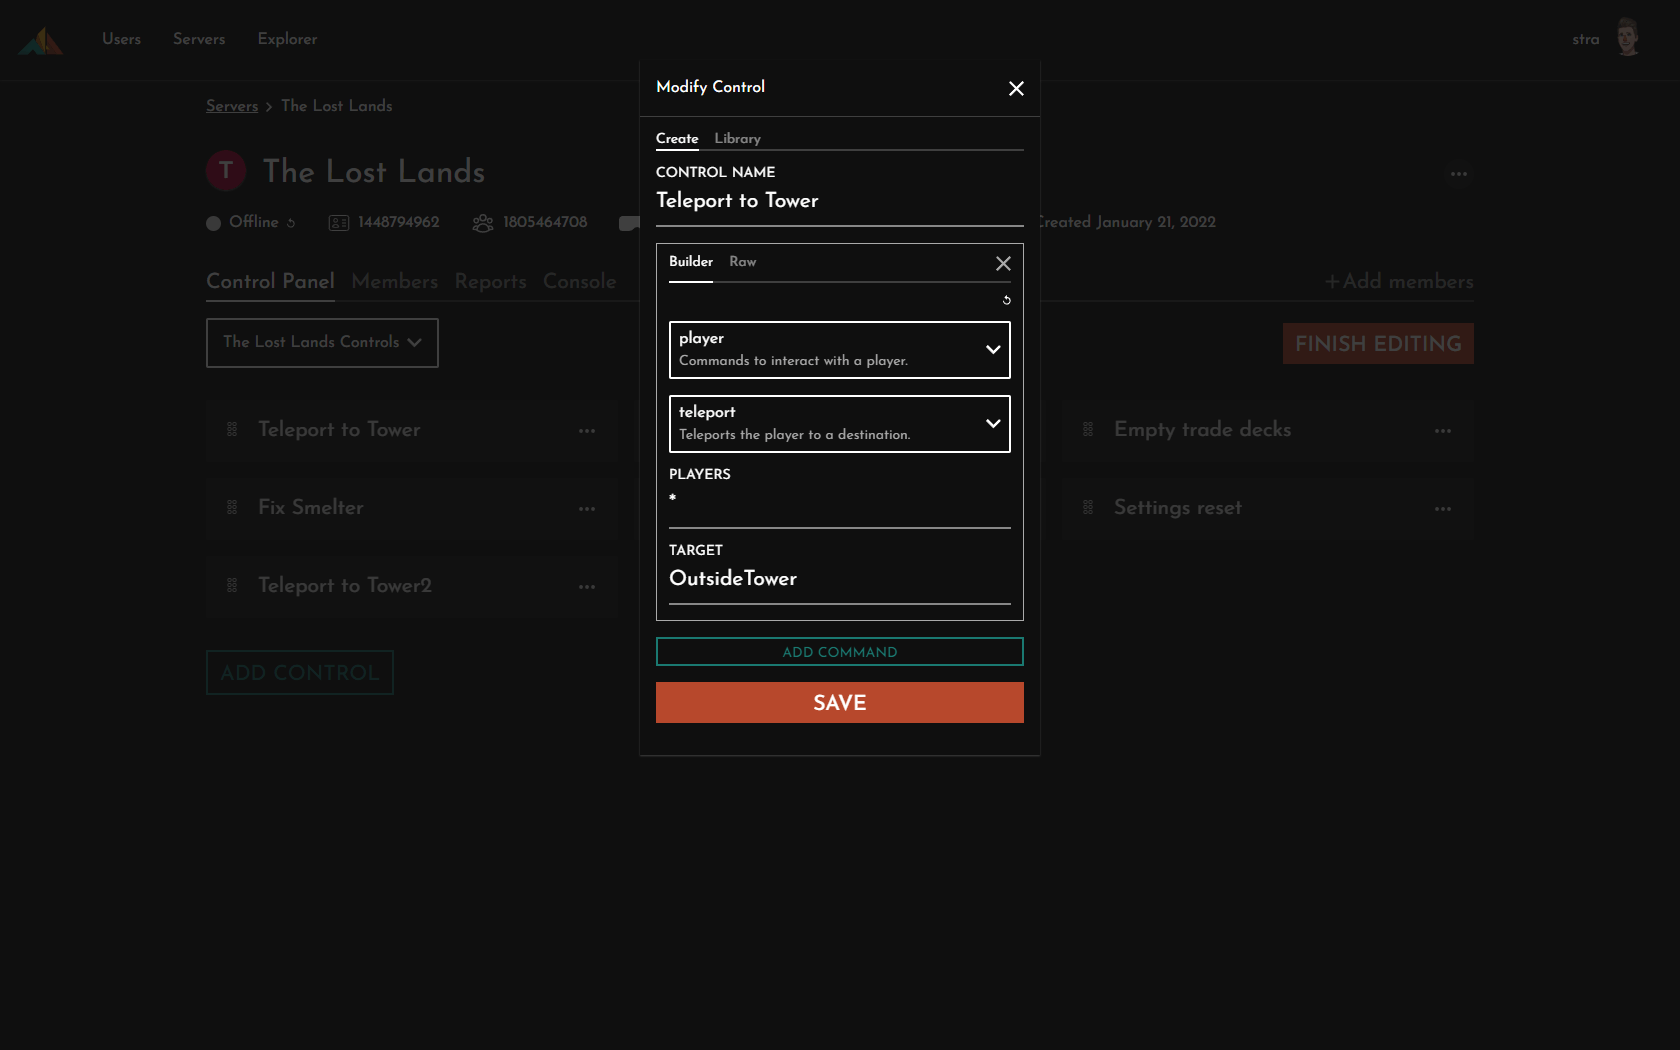 Users Servers Explorer stra
Servers > The Lost Lands
T The Lost Lands
Offline 1448794962 1805464708 Created January 21, 2022
Control Panel Members Reports Console +Add members
The Lost Lands Controls
FINISH EDITING
Teleport to Tower
Fix Smelter
Teleport to Tower2
Empty trade decks
Settings reset
ADD CONTROL
Modify Control
Create Library
CONTROL NAME
Teleport to Tower
Builder Raw
player
Commands to interact with a player.
teleport
Teleports the player to a destination.
PLAYERS
*
TARGET
OutsideTower
ADD COMMAND
SAVE